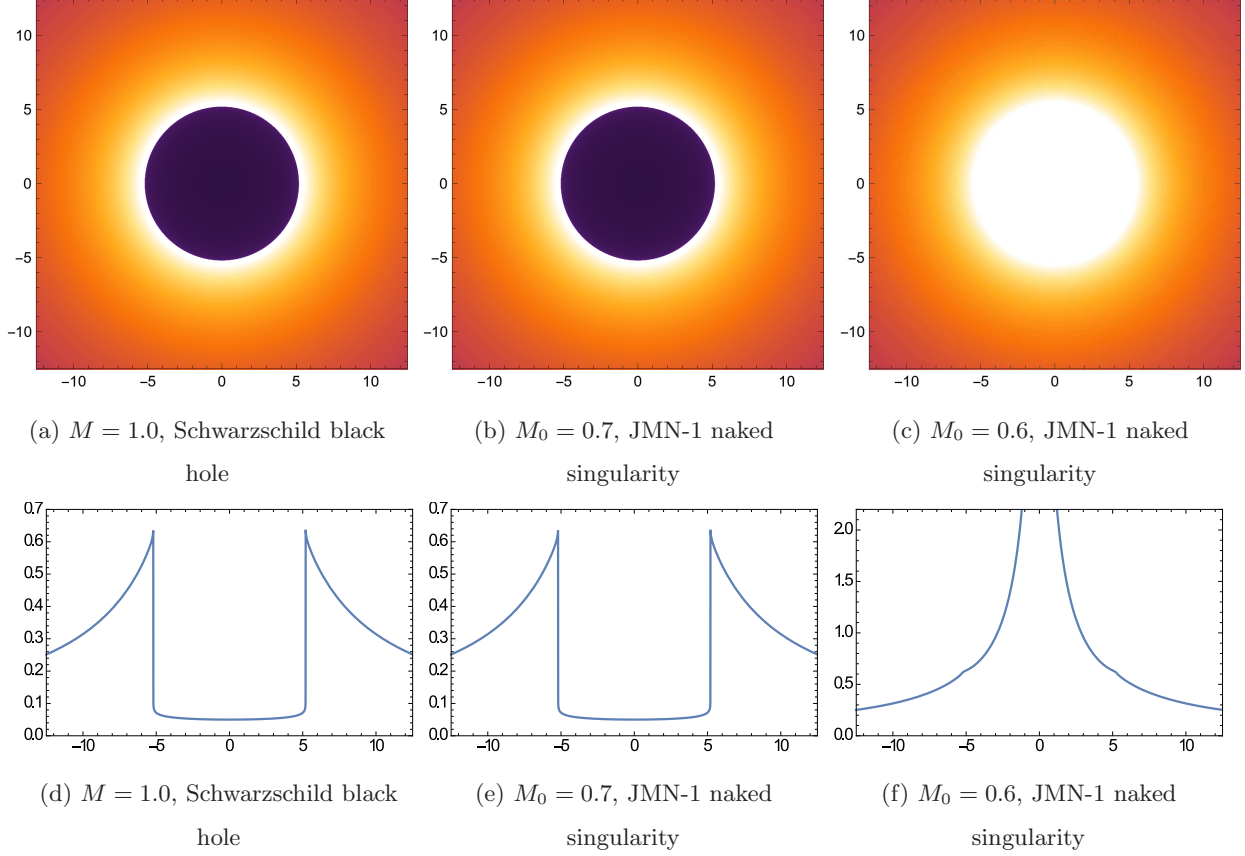 10
5
0
−5
−10
−10 −5 0 5 10
10
5
0
−5
−10
−10 −5 0 5 10
10
5
0
−5
−10
−10 −5 0 5 10
(a) M = 1.0, Schwarzschild black
hole
(b) M₀ = 0.7, JMN-1 naked
singularity
(c) M₀ = 0.6, JMN-1 naked
singularity
0.7
0.6
0.5
0.4
0.3
0.2
0.1
0.0
−10 −5 0 5 10
0.7
0.6
0.5
0.4
0.3
0.2
0.1
0.0
−10 −5 0 5 10
2.0
1.5
1.0
0.5
−10 −5 0 5 10
(d) M = 1.0, Schwarzschild black
hole
(e) M₀ = 0.7, JMN-1 naked
singularity
(f) M₀ = 0.6, JMN-1 naked
singularity